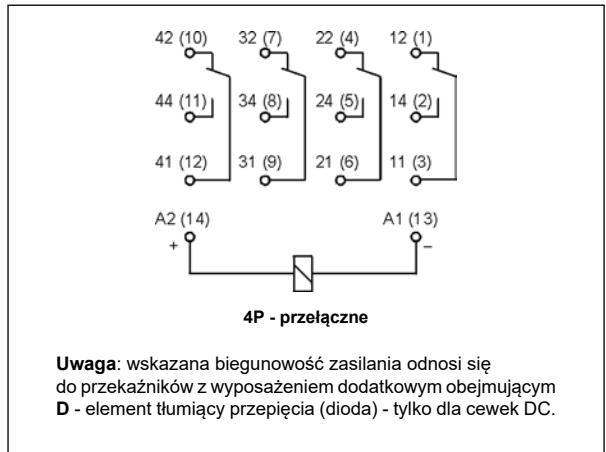 42 (10) 32 (7) 22 (4) 12 (1)
44 (11) 34 (8) 24 (5) 14 (2)
41 (12) 31 (9) 21 (6) 11 (3)
A2 (14) A1 (13)
+ –
4P - przełączne
Uwaga: wskazana biegunowość zasilania odnosi się
do przekaźników z wyposażeniem dodatkowym obejmującym
D - element tłumiący przepięcia (dioda) - tylko dla cewek DC.